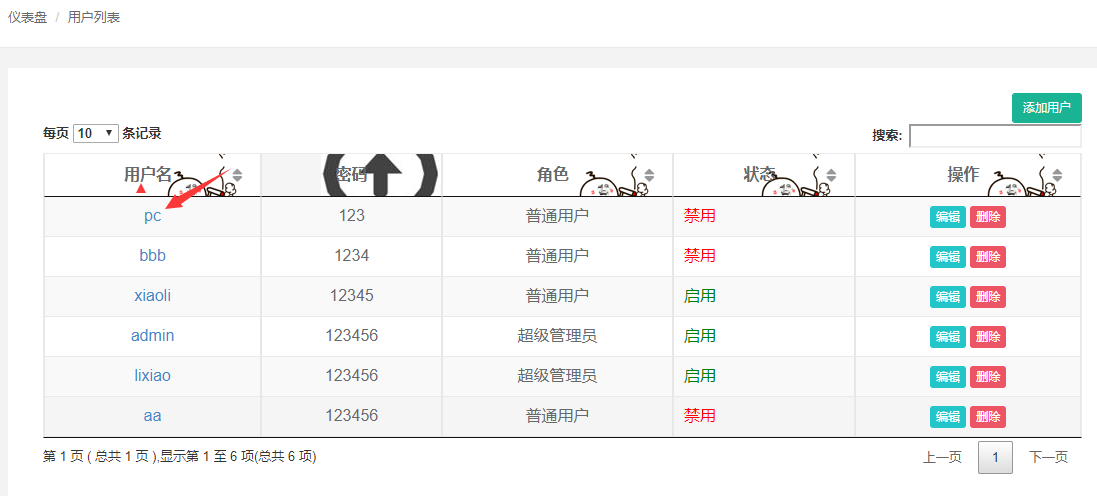 仪表盘 / 用户列表
添加用户
每页 10 条记录
搜索:
用户名 密码 角色 状态 操作
pc 123 普通用户 禁用 编辑 删除
bbb 1234 普通用户 禁用 编辑 删除
xiaoli 12345 普通用户 启用 编辑 删除
admin 123456 超级管理员 启用 编辑 删除
lixiao 123456 超级管理员 启用 编辑 删除
aa 123456 普通用户 禁用 编辑 删除
第 1 页 ( 总共 1 页 ),显示第 1 至 6 项(总共 6 项) 上一页 1 下一页